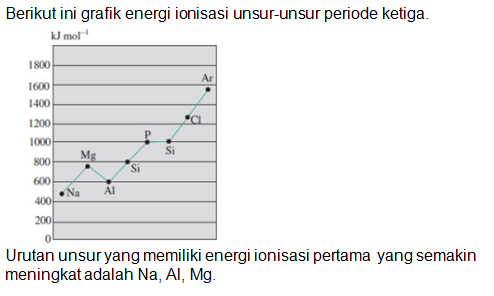 Berikut ini grafik energi ionisasi unsur-unsur periode ketiga.
kJ mol⁻¹
1800
1600
1400
1200
1000
800
600
400
200
0
Na
Mg
Al
Si
P
Si
Cl
Ar
Urutan unsur yang memiliki energi ionisasi pertama yang semakin
meningkat adalah Na, Al, Mg.